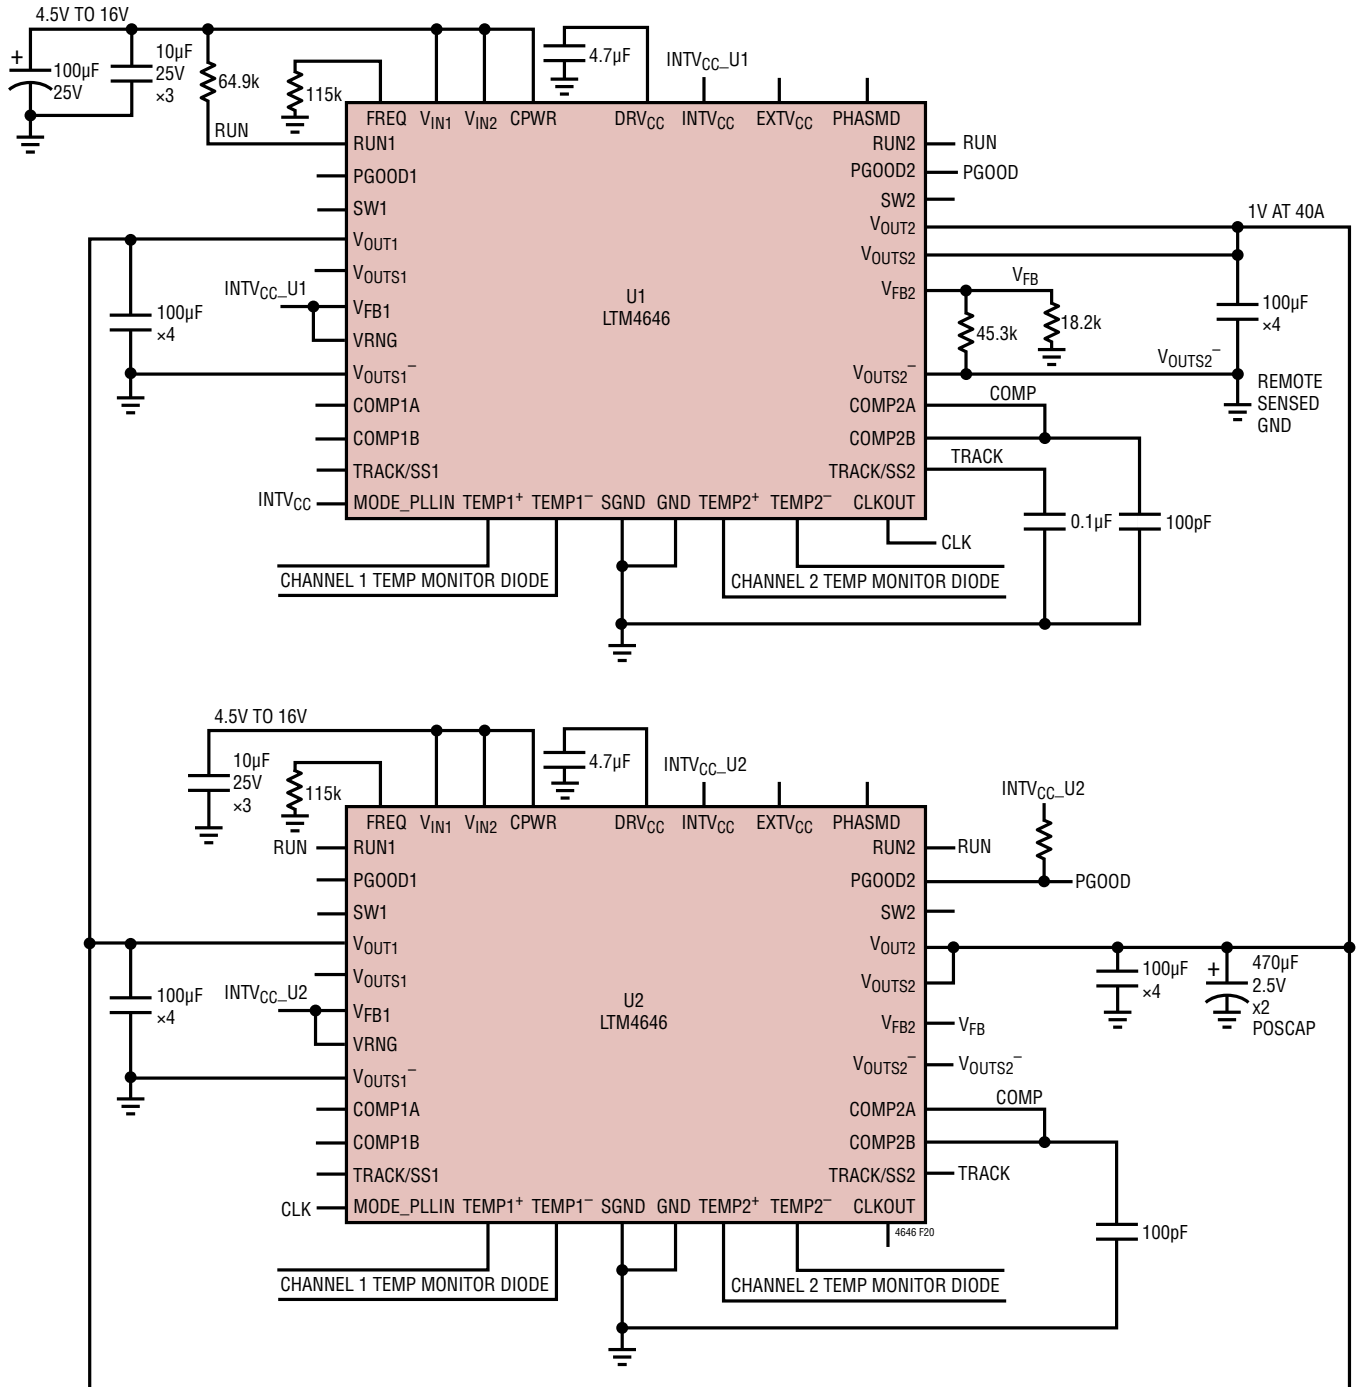 4.5V TO 16V
+
100µF
25V
10µF
25V
×3
64.9k
115k
4.7µF
INTVCC_U1
RUN
FREQ VIN1 VIN2 CPWR DRVCC INTVCC EXTVCC PHASMD
RUN1
PGOOD1
SW1
VOUT1
VOUTS1
VFB1
VRNG
VOUTS1−
COMP1A
COMP1B
TRACK/SS1
MODE_PLLIN TEMP1+ TEMP1− SGND GND TEMP2+ TEMP2− CLKOUT
INTVCC_U1
100µF
×4
INTVCC
U1
LTM4646
RUN2
PGOOD2
SW2
VOUT2
VOUTS2
VFB2
VOUTS2−
COMP2A
COMP2B
TRACK/SS2
RUN
PGOOD
1V AT 40A
VFB
45.3k
18.2k
100µF
×4
VOUTS2−
REMOTE
SENSED
GND
COMP
TRACK
0.1µF
100pF
CLK
CHANNEL 1 TEMP MONITOR DIODE
CHANNEL 2 TEMP MONITOR DIODE
4.5V TO 16V
10µF
25V
×3
115k
4.7µF
INTVCC_U2
INTVCC_U2
FREQ VIN1 VIN2 CPWR DRVCC INTVCC EXTVCC PHASMD
RUN
RUN1
PGOOD1
SW1
VOUT1
VOUTS1
VFB1
VRNG
VOUTS1−
COMP1A
COMP1B
TRACK/SS1
MODE_PLLIN TEMP1+ TEMP1− SGND GND TEMP2+ TEMP2− CLKOUT
100µF
×4
INTVCC_U2
CLK
U2
LTM4646
RUN2
PGOOD2
SW2
VOUT2
VOUTS2
VFB2
VOUTS2−
COMP2A
COMP2B
TRACK/SS2
RUN
PGOOD
100µF
×4
+
470µF
2.5V
x2
POSCAP
VFB
VOUTS2−
COMP
TRACK
100pF
4646 F20
CHANNEL 1 TEMP MONITOR DIODE
CHANNEL 2 TEMP MONITOR DIODE